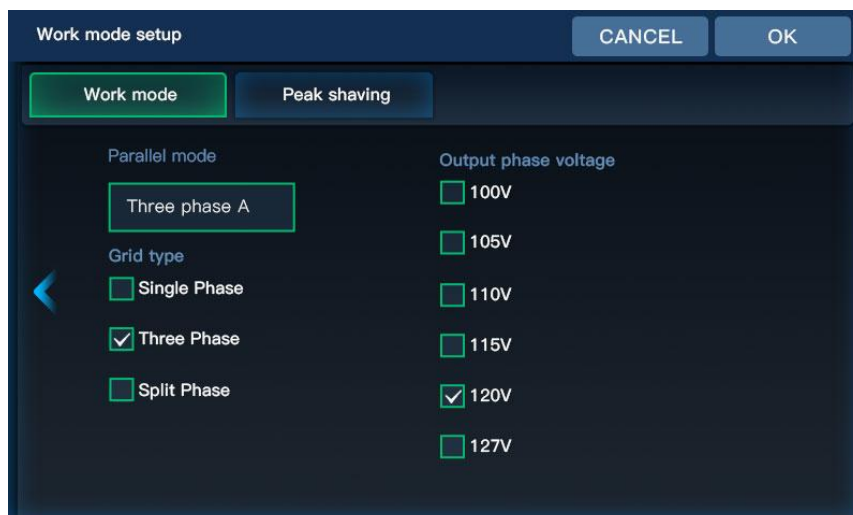 Work mode setup
CANCEL
OK
Work mode
Peak shaving
Parallel mode
Three phase A
Grid type
Single Phase
Three Phase
Split Phase
Output phase voltage
100V
105V
110V
115V
120V
127V